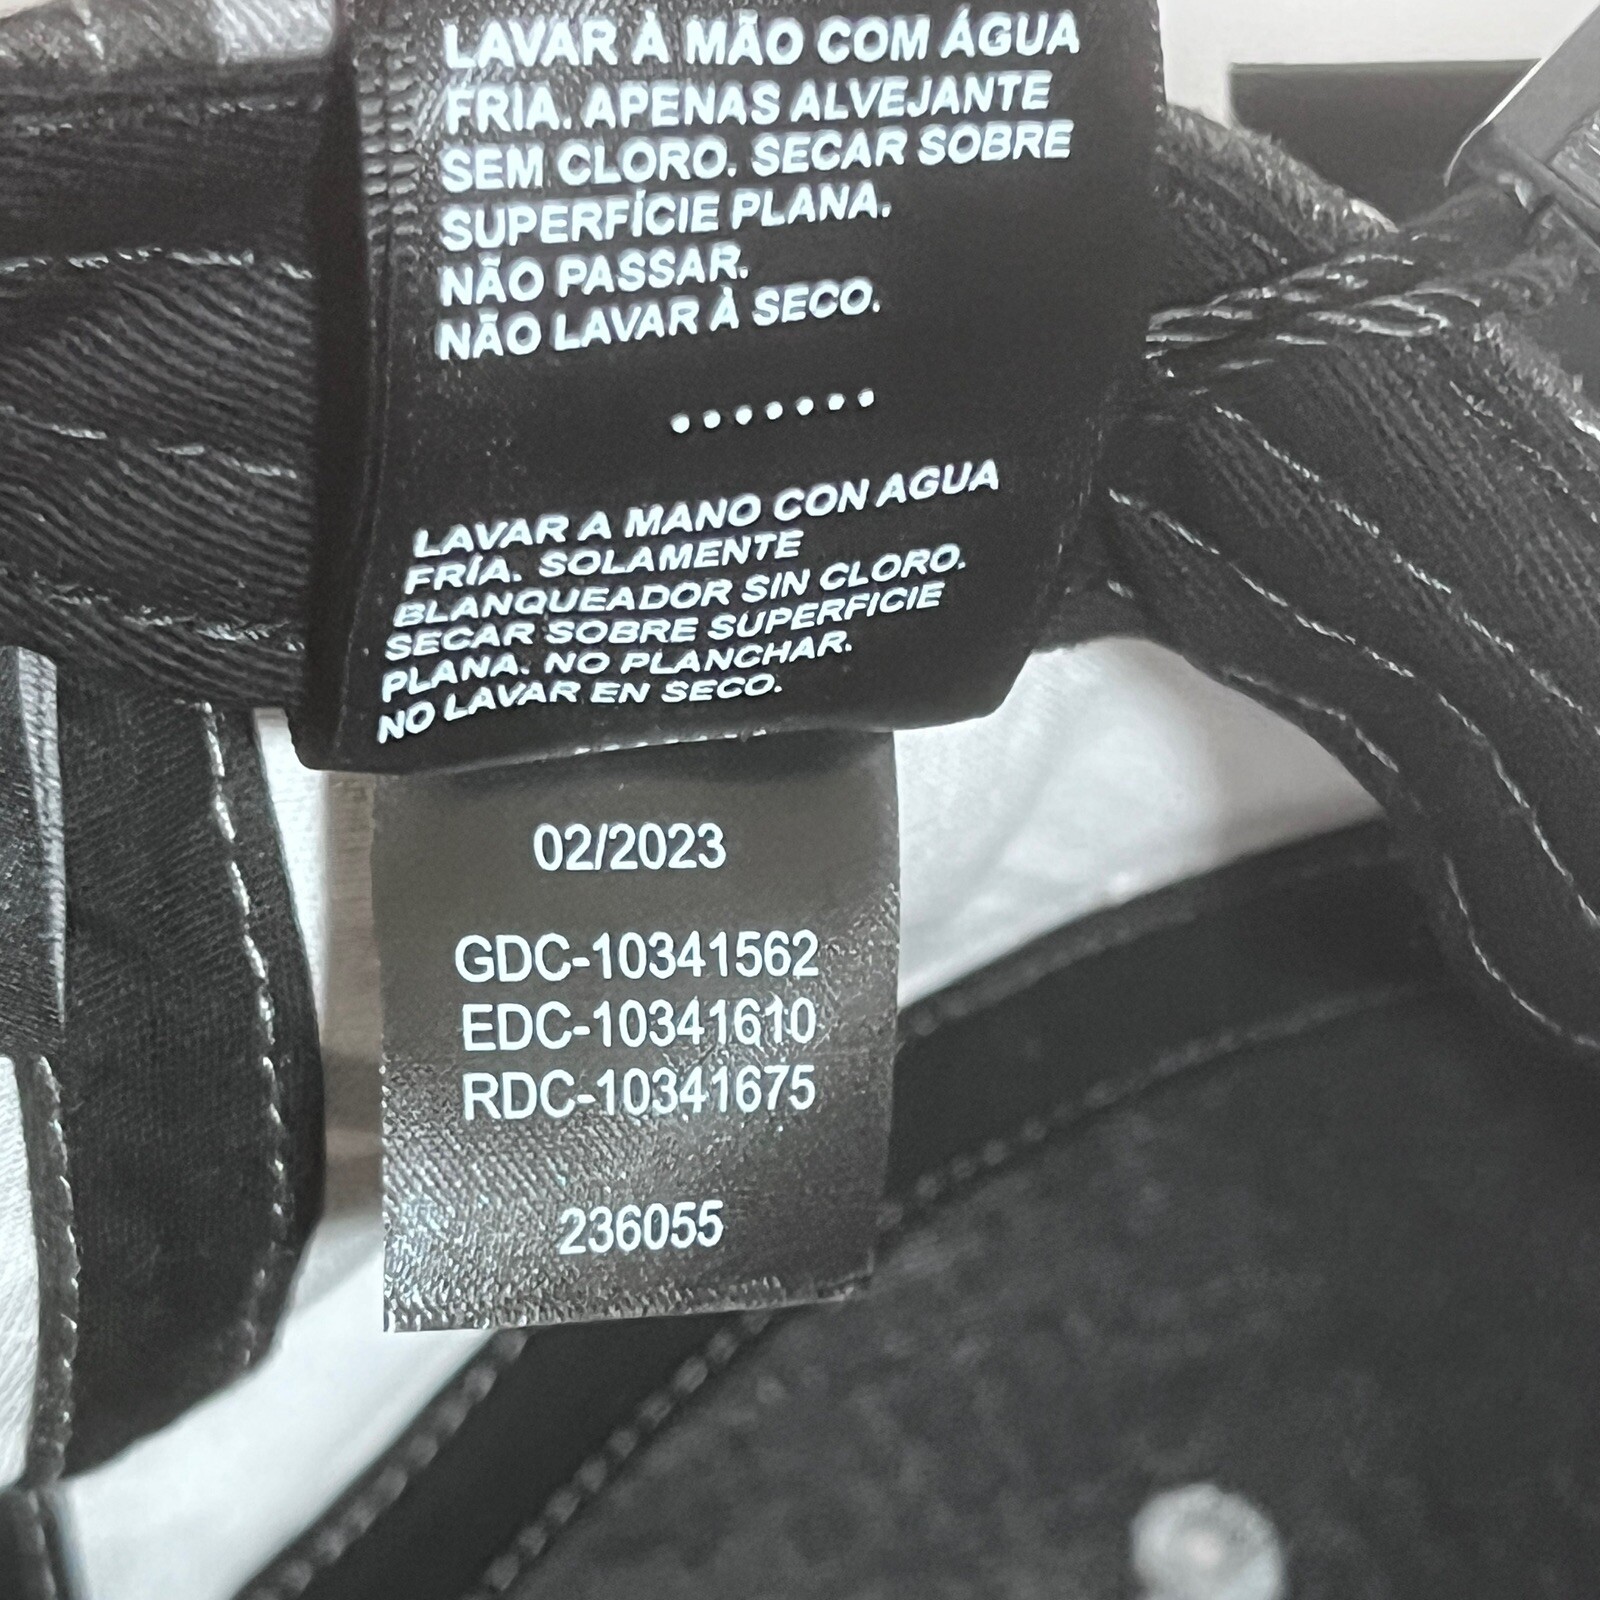 LAVAR À MÃO COM ÁGUA
FRIA. APENAS ALVEJANTE
SEM CLORO. SECAR SOBRE
SUPERFÍCIE PLANA.
NÃO PASSAR.
NÃO LAVAR À SECO.
.......
LAVAR A MANO CON AGUA
FRÍA. SOLAMENTE
BLANQUEADOR SIN CLORO.
SECAR SOBRE SUPERFICIE
PLANA. NO PLANCHAR.
NO LAVAR EN SECO.
02/2023
GDC-10341562
EDC-10341610
RDC-10341675
236055